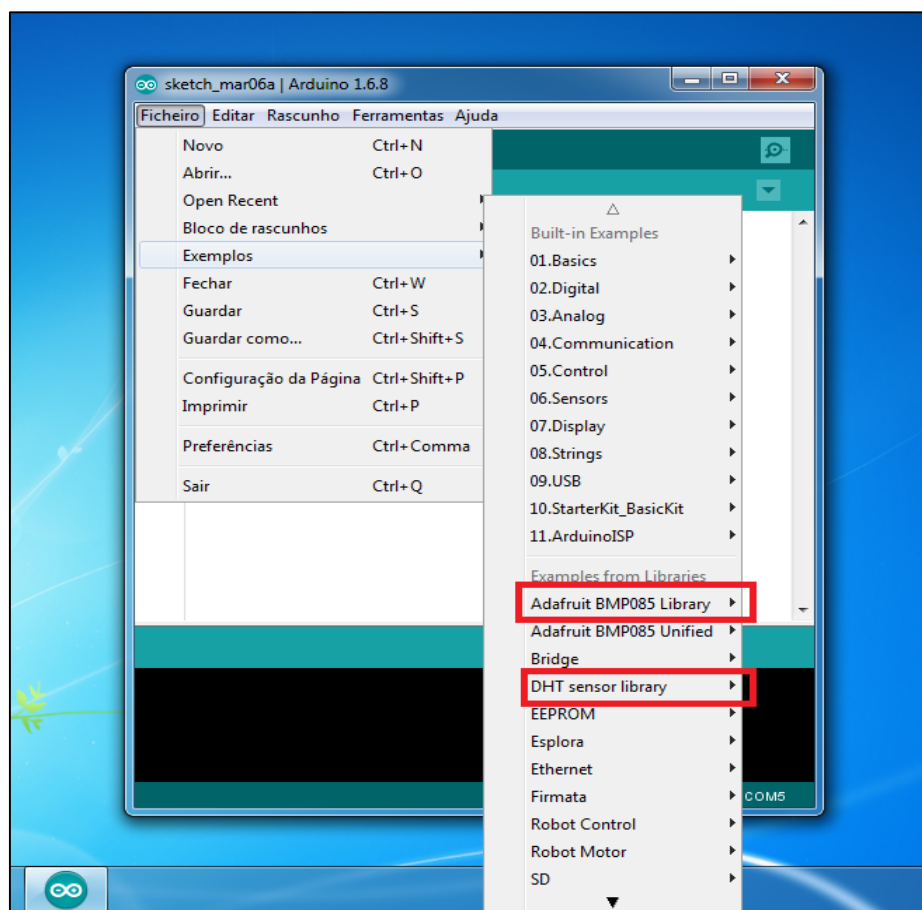 sketch_mar06a | Arduino 1.6.8
Ficheiro Editar Rascunho Ferramentas Ajuda
Novo Ctrl+N
Abrir... Ctrl+O
Open Recent
Bloco de rascunhos
Exemplos
Fechar Ctrl+W
Guardar Ctrl+S
Guardar como... Ctrl+Shift+S
Configuração da Página Ctrl+Shift+P
Imprimir Ctrl+P
Preferências Ctrl+Comma
Sair Ctrl+Q
Built-in Examples
01.Basics
02.Digital
03.Analog
04.Communication
05.Control
06.Sensors
07.Display
08.Strings
09.USB
10.StarterKit_BasicKit
11.ArduinoISP
Examples from Libraries
Adafruit BMP085 Library
Adafruit BMP085 Unified
Bridge
DHT sensor library
EEPROM
Esplora
Ethernet
Firmata
Robot Control
Robot Motor
SD
COM5